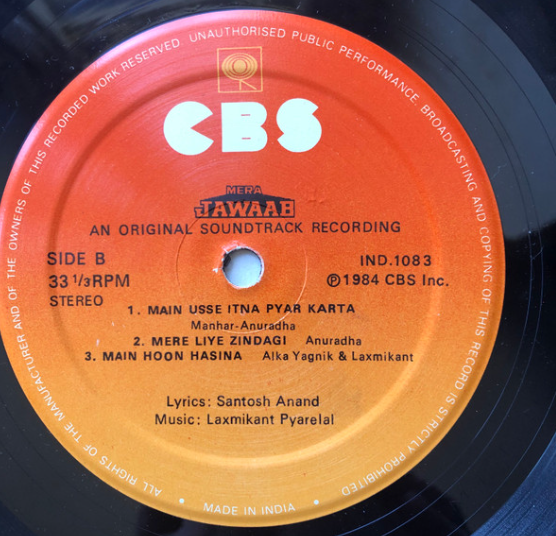 ALL RIGHTS OF THE MANUFACTURER AND OF THE OWNERS OF THIS RECORDED WORK RESERVED. UNAUTHORISED PUBLIC PERFORMANCE, BROADCASTING AND COPYING OF THIS RECORD IS STRICTLY PROHIBITED
CBS
MERA
JAWAAB
AN ORIGINAL SOUNDTRACK RECORDING
SIDE B IND.1083
33 1/3 RPM ℗1984 CBS Inc.
STEREO
1. MAIN USSE ITNA PYAR KARTA
Manhar-Anuradha
2. MERE LIYE ZINDAGI Anuradha
3. MAIN HOON HASINA Alka Yagnik & Laxmikant
Lyrics: Santosh Anand
Music: Laxmikant Pyarelal
• MADE IN INDIA •